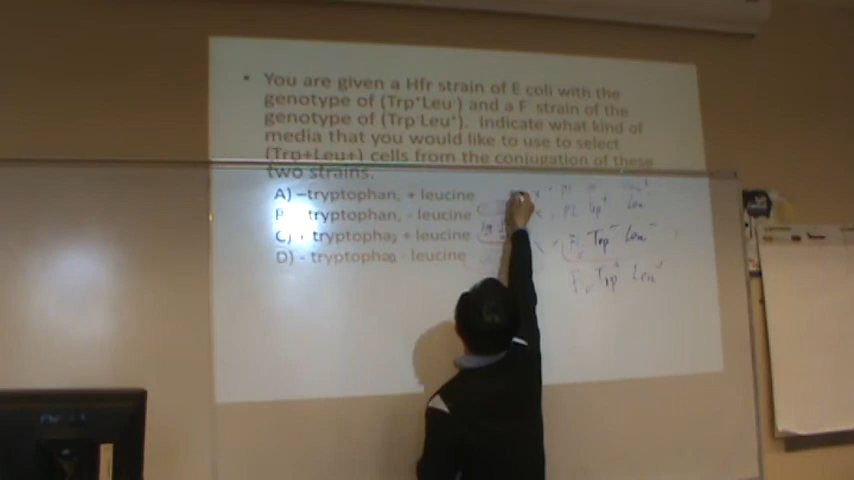 • You are given a Hfr strain of E coli with the
genotype of (Trp⁺Leu⁻) and a F⁻ strain of the
genotype of (Trp⁻Leu⁺). Indicate what kind of
media that you would like to use to select
(Trp+Leu+) cells from the conjugation of these
two strains.
A) –tryptophan, + leucine
B) tryptophan, - leucine
C) + tryptophan, + leucine
D) - tryptophan - leucine
P1
P2 Trp⁺ Leu
F₁ Trp⁻ Leu⁻
F Trp⁺ Leu